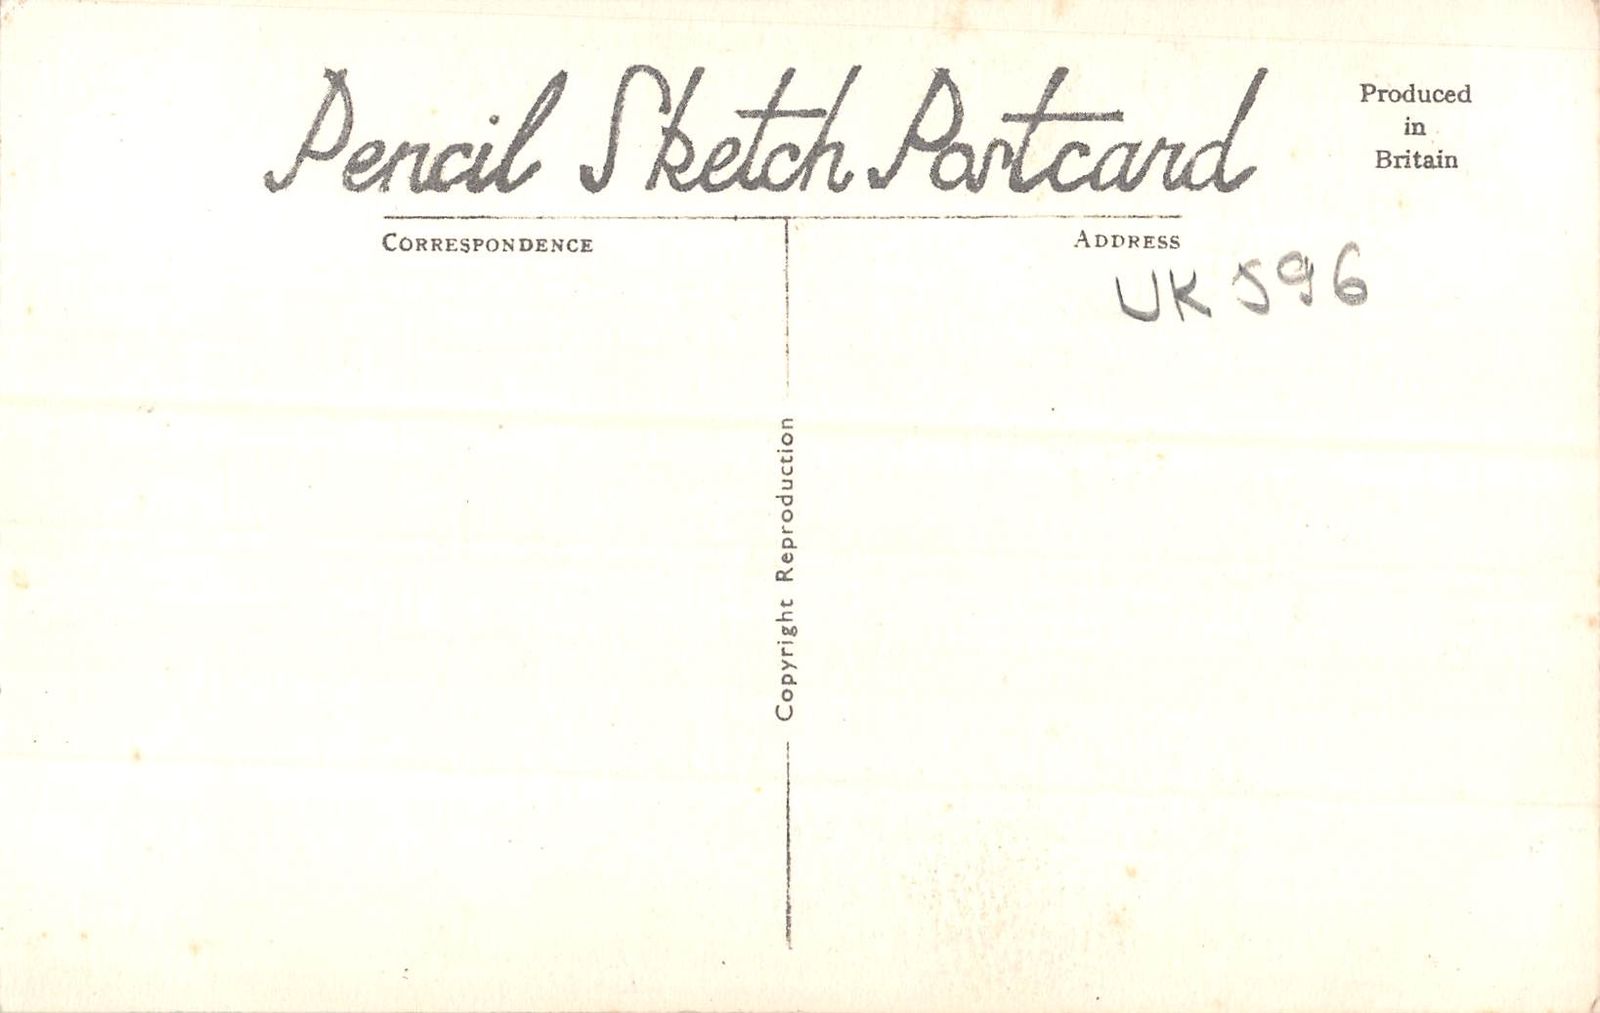 Pencil Sketch Postcard
Produced
in
Britain
CORRESPONDENCE
ADDRESS
UK 596
Copyright Reproduction